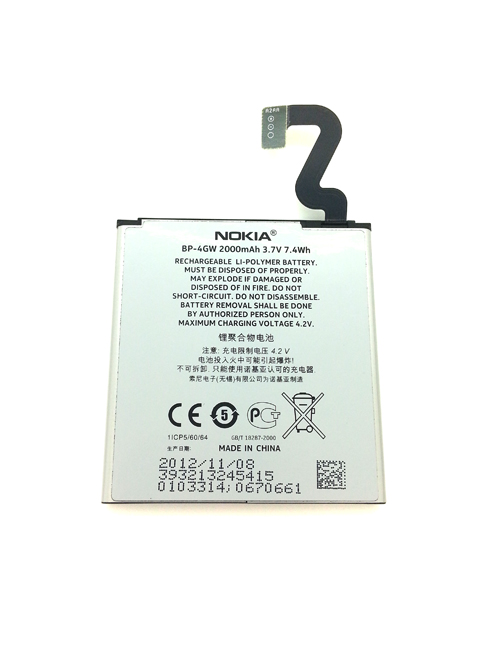 NOKIA®
BP-4GW 2000mAh 3.7V 7.4Wh
RECHARGEABLE LI-POLYMER BATTERY.
MUST BE DISPOSED OF PROPERLY.
MAY EXPLODE IF DAMAGED OR
DISPOSED OF IN FIRE. DO NOT
SHORT-CIRCUIT. DO NOT DISASSEMBLE.
BATTERY REMOVAL SHOULD BE DONE
BY AUTHORIZED PERSON ONLY.
MAXIMUM CHARGING VOLTAGE 4.2V.
锂聚合物电池
注意: 充电限制电压 4.2 V
电池投入火中可能引起爆炸!
不可拆卸. 只能使用诺基亚制定的充电器
索尼电子(无锡)有限公司为诺基亚制造
CE 5 PCT
1ICP5/60/64 GB/T 18287-2000
生产日期: MADE IN CHINA
2012/11/08
393213245415
0103314;0670661